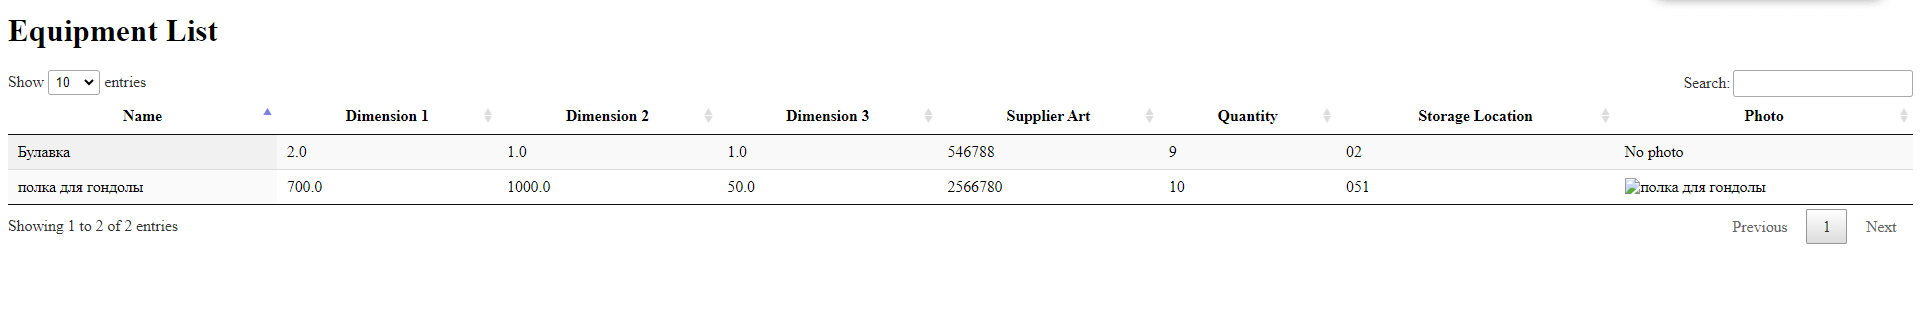 Equipment List
Show 10 entries
Search:
Name Dimension 1 Dimension 2 Dimension 3 Supplier Art Quantity Storage Location Photo
Булавка 2.0 1.0 1.0 546788 9 02 No photo
полка для гондолы 700.0 1000.0 50.0 2566780 10 051 полка для гондолы
Showing 1 to 2 of 2 entries
Previous 1 Next